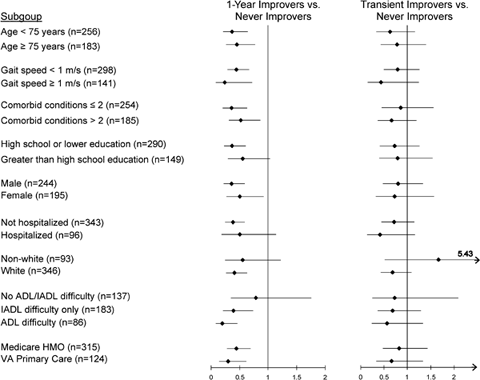 1-Year Improvers vs. Transient Improvers vs.
Subgoup Never Improvers Never Improvers
Age < 75 years (n=256)
Age ≥ 75 years (n=183)
Gait speed < 1 m/s (n=298)
Gait speed ≥ 1 m/s (n=141)
Comorbid conditions ≤ 2 (n=254)
Comorbid conditions > 2 (n=185)
High school or lower education (n=290)
Greater than high school education (n=149)
Male (n=244)
Female (n=195)
Not hospitalized (n=343)
Hospitalized (n=96)
Non-white (n=93) 5.43
White (n=346)
No ADL/IADL difficulty (n=137)
IADL difficulty only (n=183)
ADL difficulty (n=86)
Medicare HMO (n=315)
VA Primary Care (n=124)
0 0.5 1 1.5 2 0 0.5 1 1.5 2